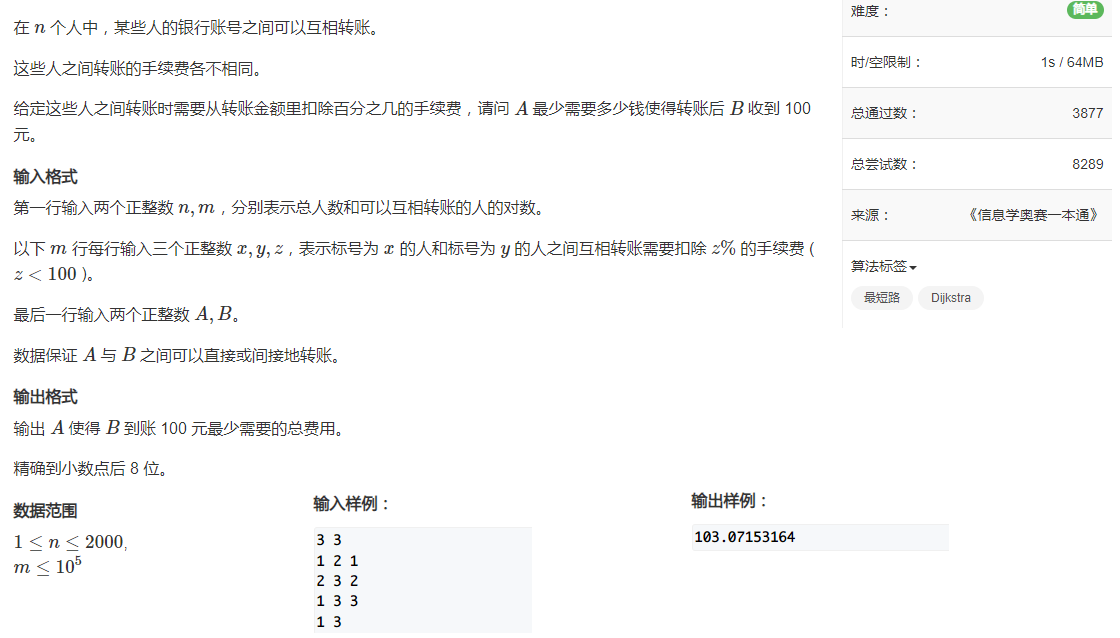 在 n 个人中，某些人的银行账号之间可以互相转账。
这些人之间转账的手续费各不相同。
给定这些人之间转账时需要从转账金额里扣除百分之几的手续费，请问 A 最少需要多少钱使得转账后 B 收到 100
元。
输入格式
第一行输入两个正整数 n, m，分别表示总人数和可以互相转账的人的对数。
以下 m 行每行输入三个正整数 x, y, z，表示标号为 x 的人和标号为 y 的人之间互相转账需要扣除 z% 的手续费 (
z < 100 )。
最后一行输入两个正整数 A, B。
数据保证 A 与 B 之间可以直接或间接地转账。
输出格式
输出 A 使得 B 到账 100 元最少需要的总费用。
精确到小数点后 8 位。
数据范围
1 ≤ n ≤ 2000,
m ≤ 10⁵
输入样例：
3 3
1 2 1
2 3 2
1 3 3
1 3
输出样例：
103.07153164
难度：
简单
时/空限制：
1s / 64MB
总通过数：
3877
总尝试数：
8289
来源：
《信息学奥赛一本通》
算法标签
最短路
Dijkstra